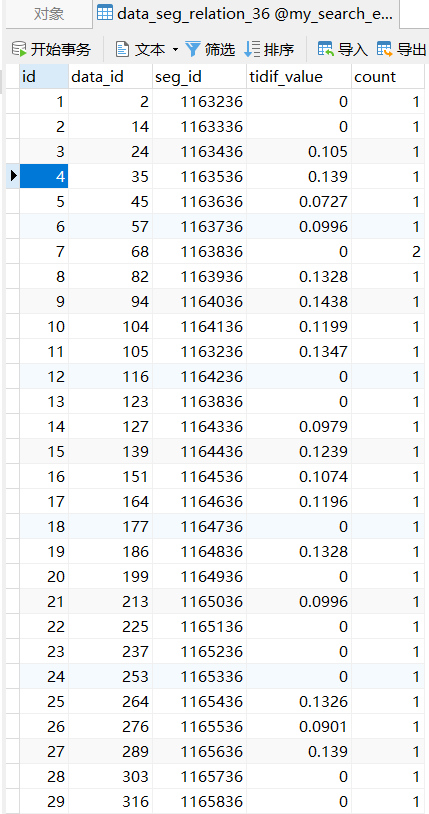 对象 data_seg_relation_36 @my_search_e...
开始事务 文本 筛选 排序 导入 导出
id data_id seg_id tidif_value count
1 2 1163236 0 1
2 14 1163336 0 1
3 24 1163436 0.105 1
4 35 1163536 0.139 1
5 45 1163636 0.0727 1
6 57 1163736 0.0996 1
7 68 1163836 0 2
8 82 1163936 0.1328 1
9 94 1164036 0.1438 1
10 104 1164136 0.1199 1
11 105 1163236 0.1347 1
12 116 1164236 0 1
13 123 1163836 0 1
14 127 1164336 0.0979 1
15 139 1164436 0.1239 1
16 151 1164536 0.1074 1
17 164 1164636 0.1196 1
18 177 1164736 0 1
19 186 1164836 0.1328 1
20 199 1164936 0 1
21 213 1165036 0.0996 1
22 225 1165136 0 1
23 237 1165236 0 1
24 253 1165336 0 1
25 264 1165436 0.1326 1
26 276 1165536 0.0901 1
27 289 1165636 0.139 1
28 303 1165736 0 1
29 316 1165836 0 1